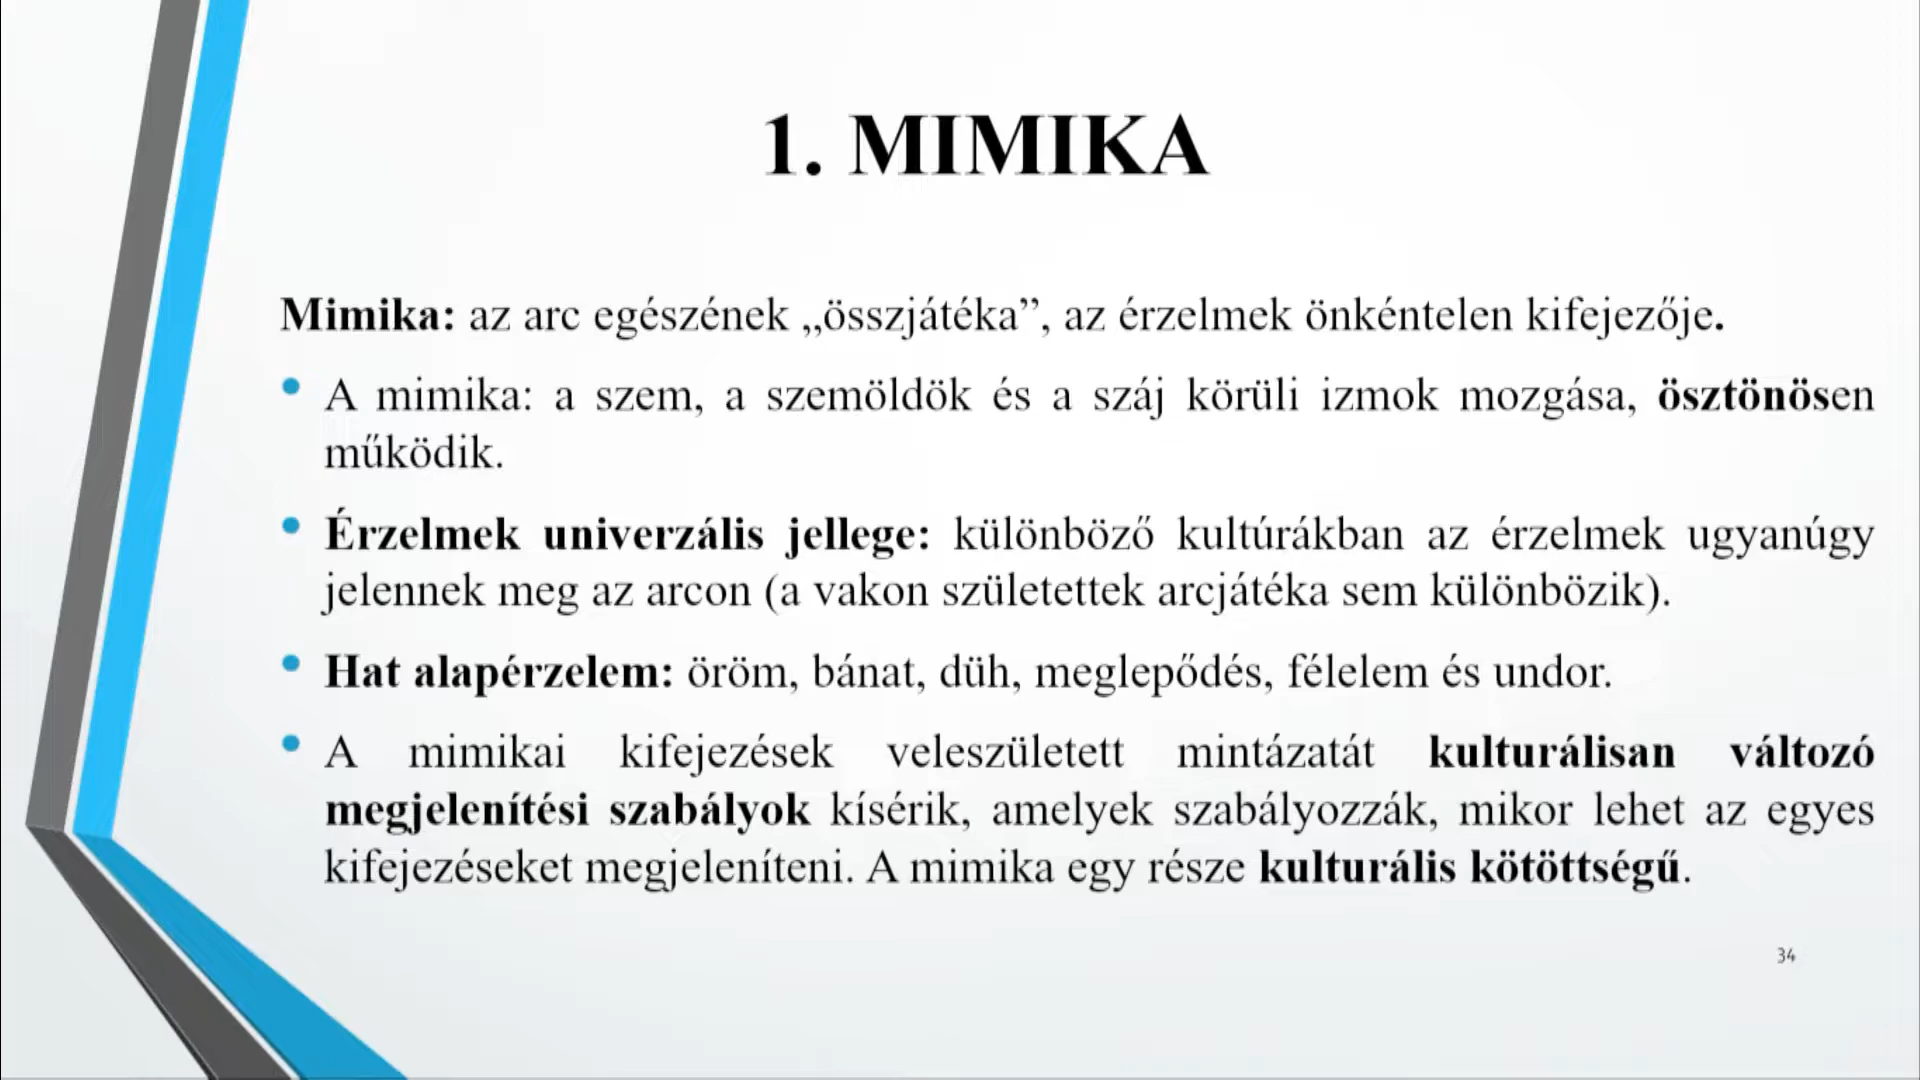 1. MIMIKA
Mimika: az arc egészének „összjátéka”, az érzelmek önkéntelen kifejezője.
• A mimika: a szem, a szemöldök és a száj körüli izmok mozgása, ösztönösen
működik.
• Érzelmek univerzális jellege: különböző kultúrákban az érzelmek ugyanúgy
jelennek meg az arcon (a vakon születettek arcjátéka sem különbözik).
• Hat alapérzelem: öröm, bánat, düh, meglepődés, félelem és undor.
• A mimikai kifejezések veleszületett mintázatát kulturálisan változó
megjelenítési szabályok kísérik, amelyek szabályozzák, mikor lehet az egyes
kifejezéseket megjeleníteni. A mimika egy része kulturális kötöttségű.
34